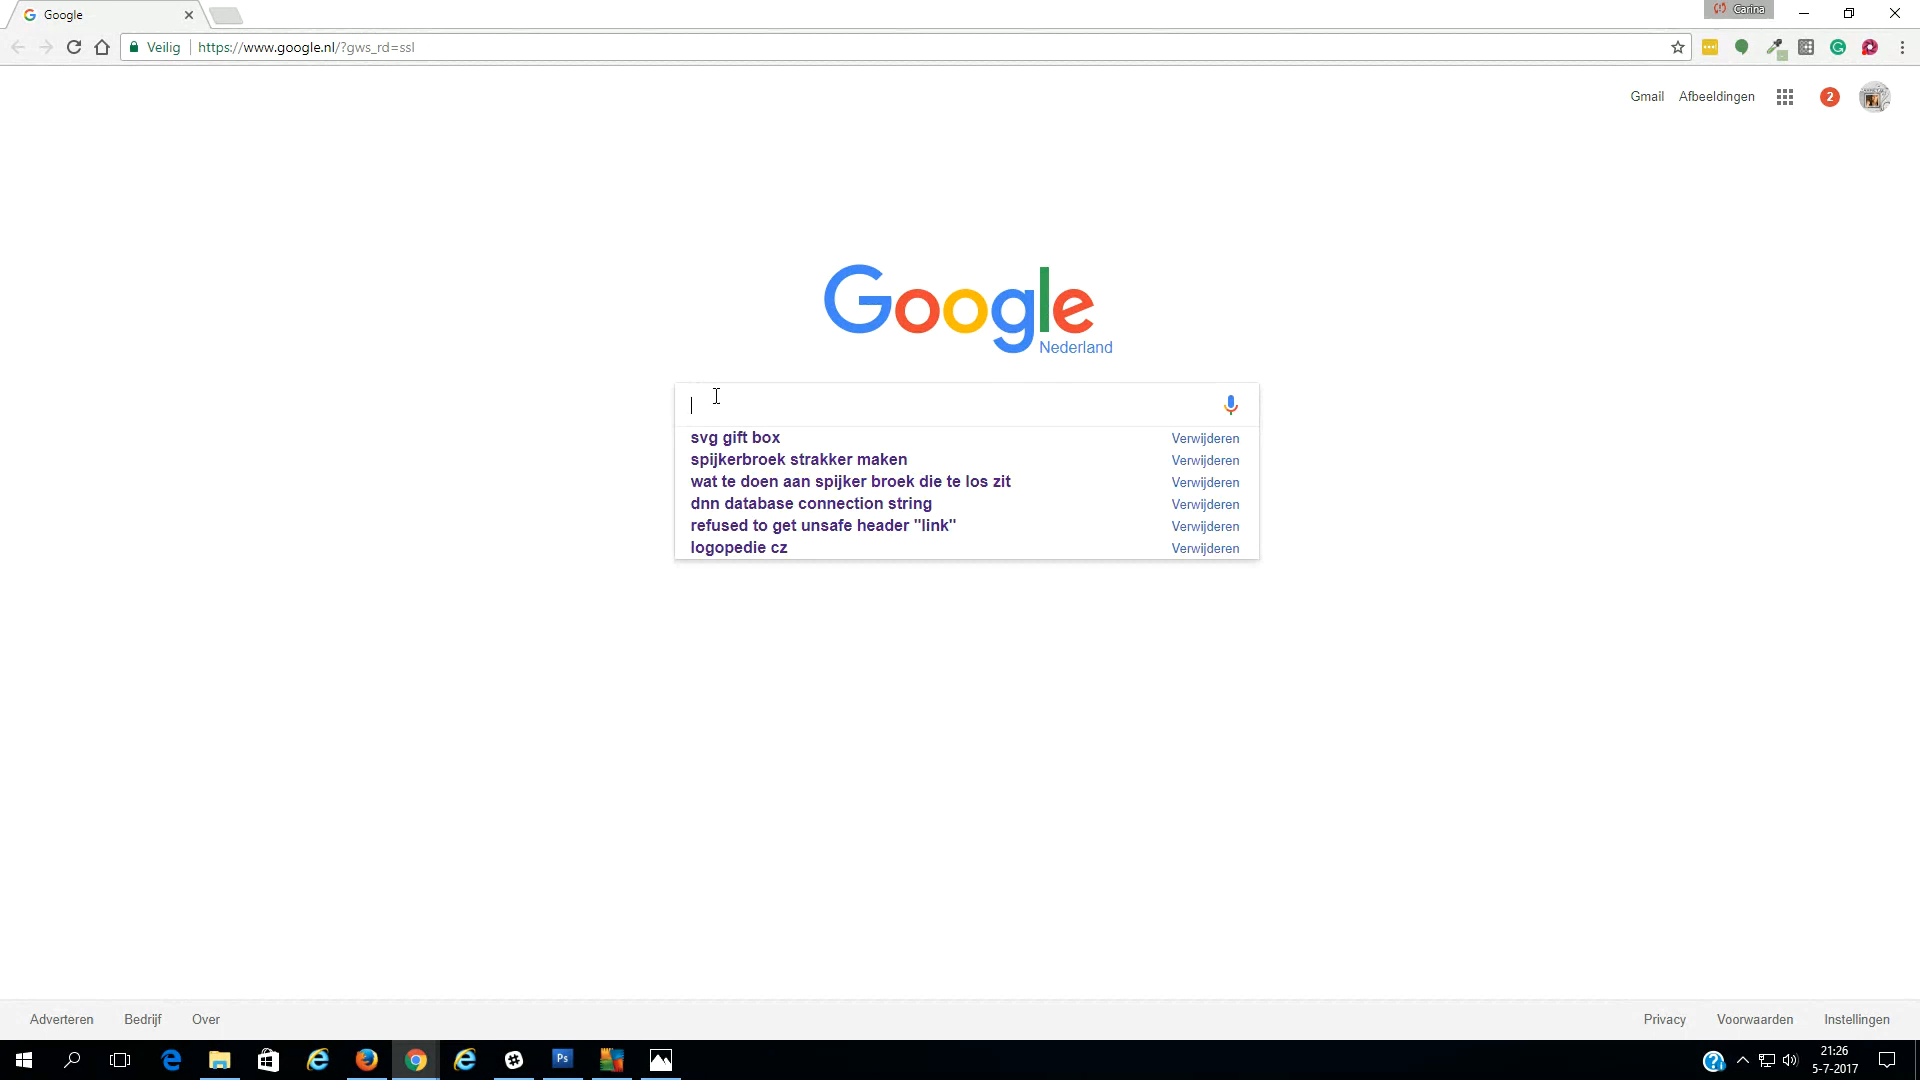 Google
Carina
Veilig
https://www.google.nl/?gws_rd=ssl
Gmail Afbeeldingen 2
Google
Nederland
svg gift box Verwijderen
spijkerbroek strakker maken Verwijderen
wat te doen aan spijker broek die te los zit Verwijderen
dnn database connection string Verwijderen
refused to get unsafe header "link" Verwijderen
logopedie cz Verwijderen
Adverteren Bedrijf Over Privacy Voorwaarden Instellingen
Ps
21:26
5-7-2017